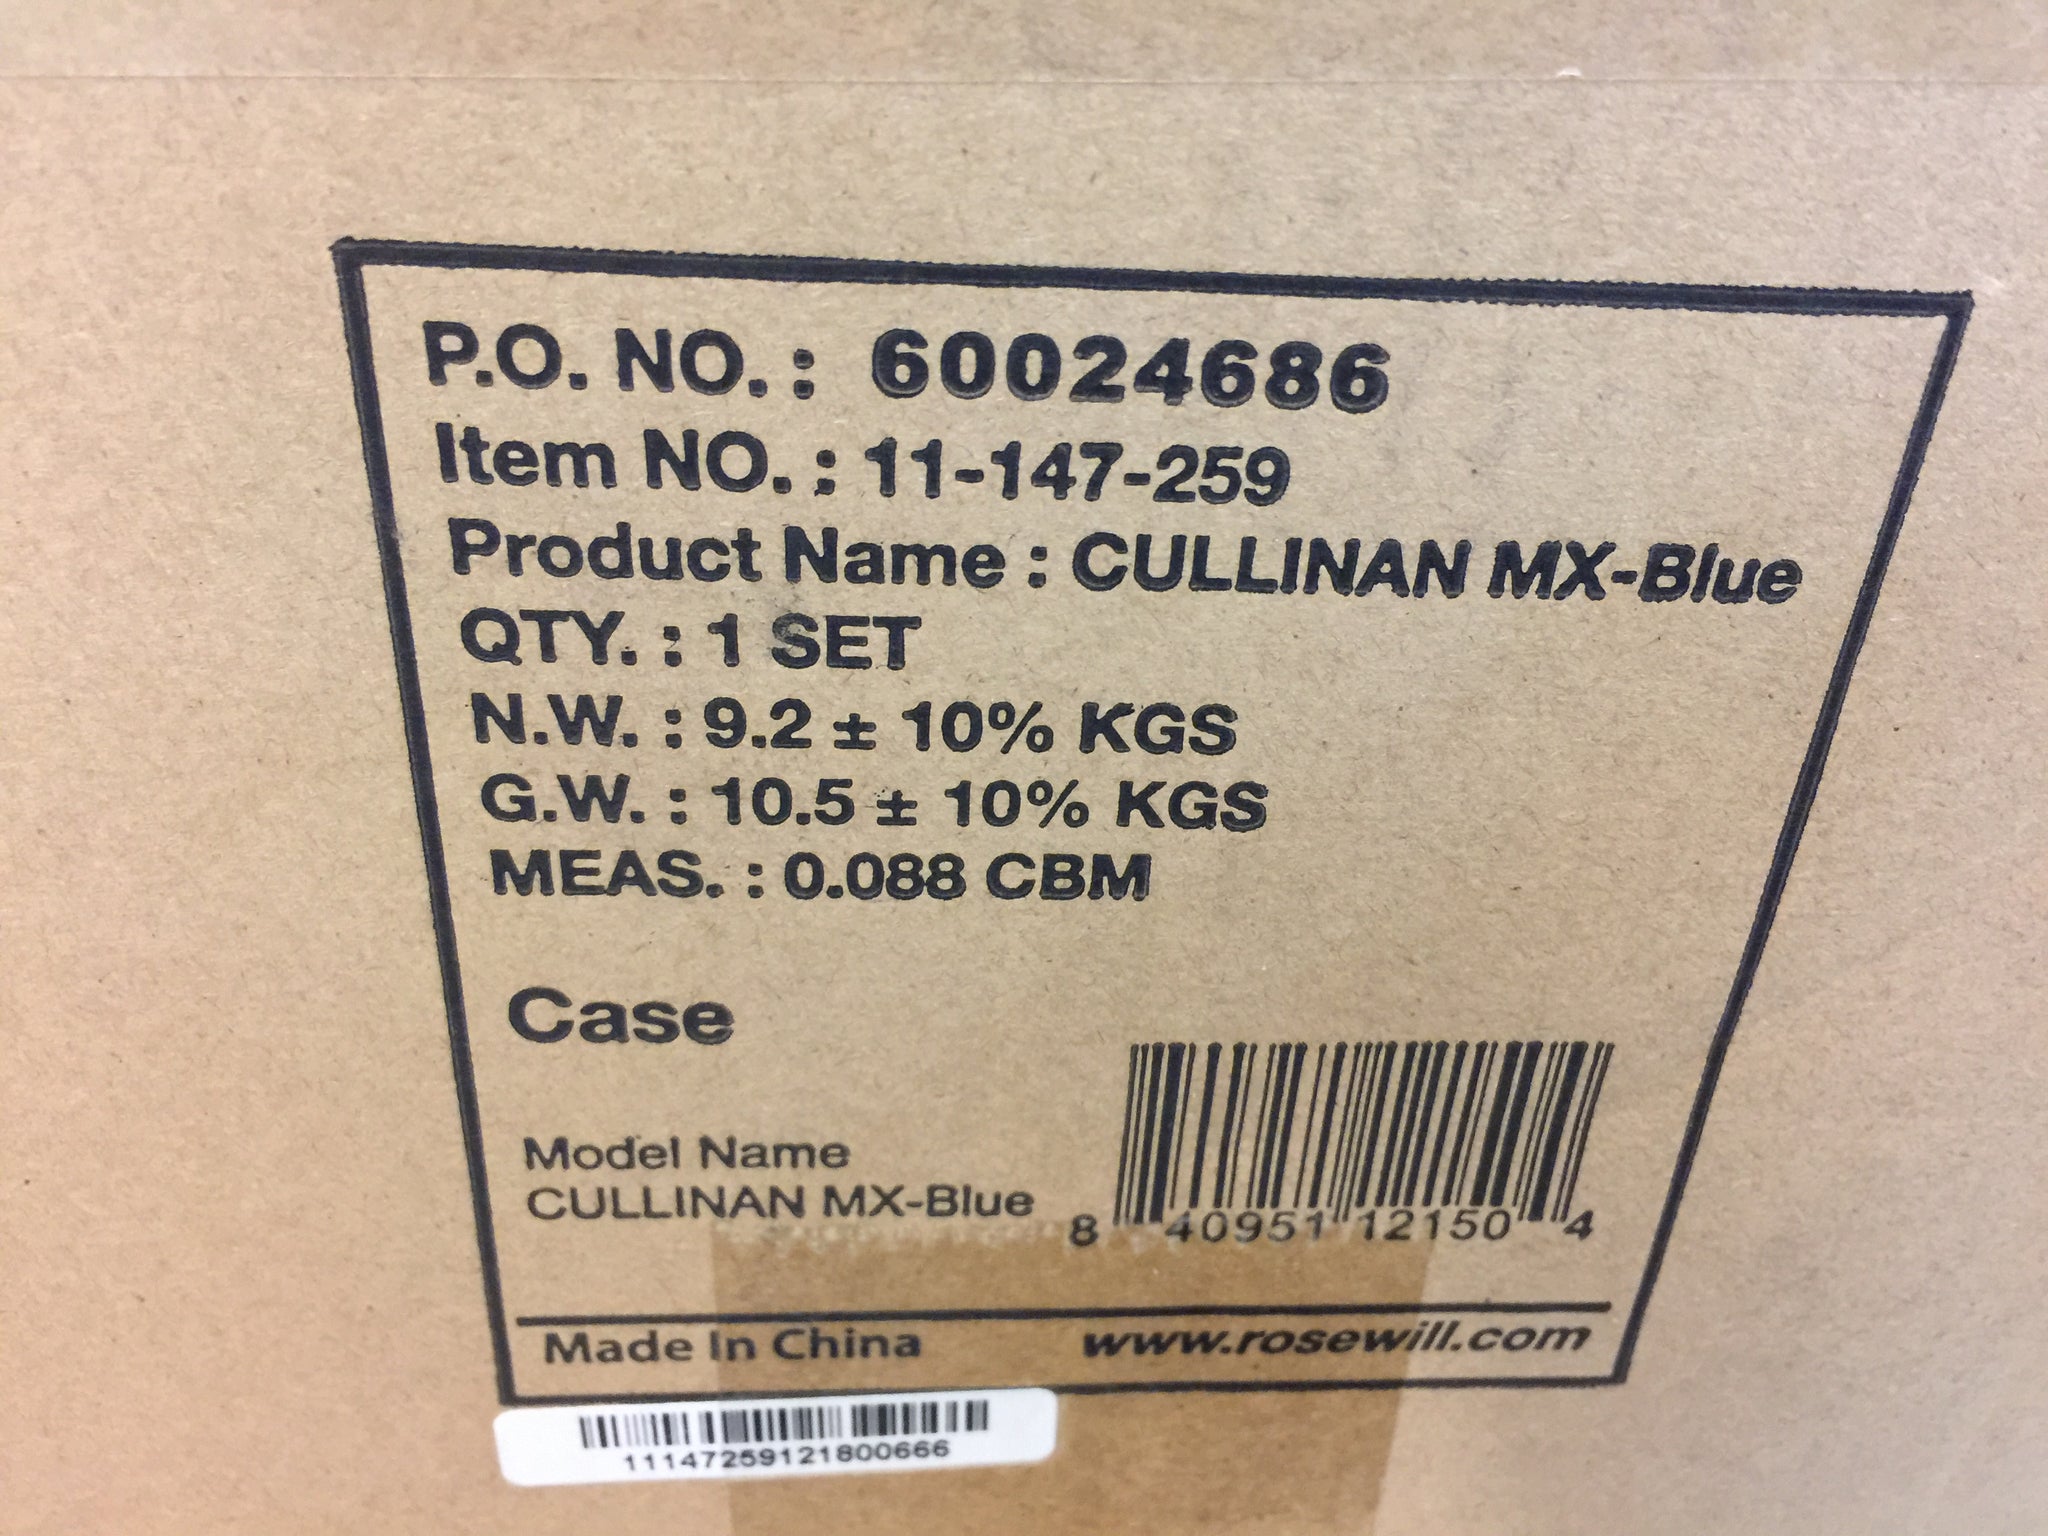 P.O. NO. : 60024686
Item NO. : 11-147-259
Product Name : CULLINAN MX-Blue
QTY. : 1 SET
N.W. : 9.2 ± 10% KGS
G.W. : 10.5 ± 10% KGS
MEAS. : 0.088 CBM
Case
Model Name
CULLINAN MX-Blue
8 40951 12150 4
Made In China www.rosewill.com
11147259121800666